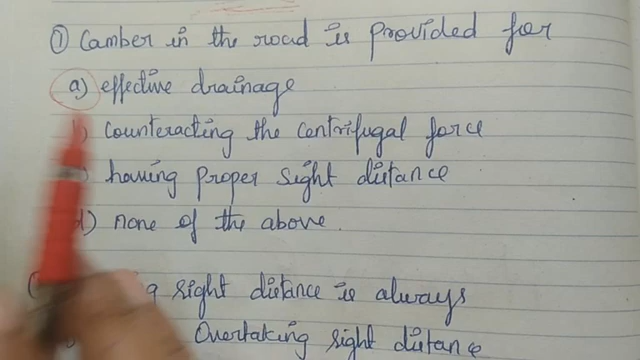 ① Camber in the road is provided for
a) effective drainage
) counteracting the centrifugal force
) having proper sight distance
d) none of the above.
sight distance is always
Overtaking sight distance